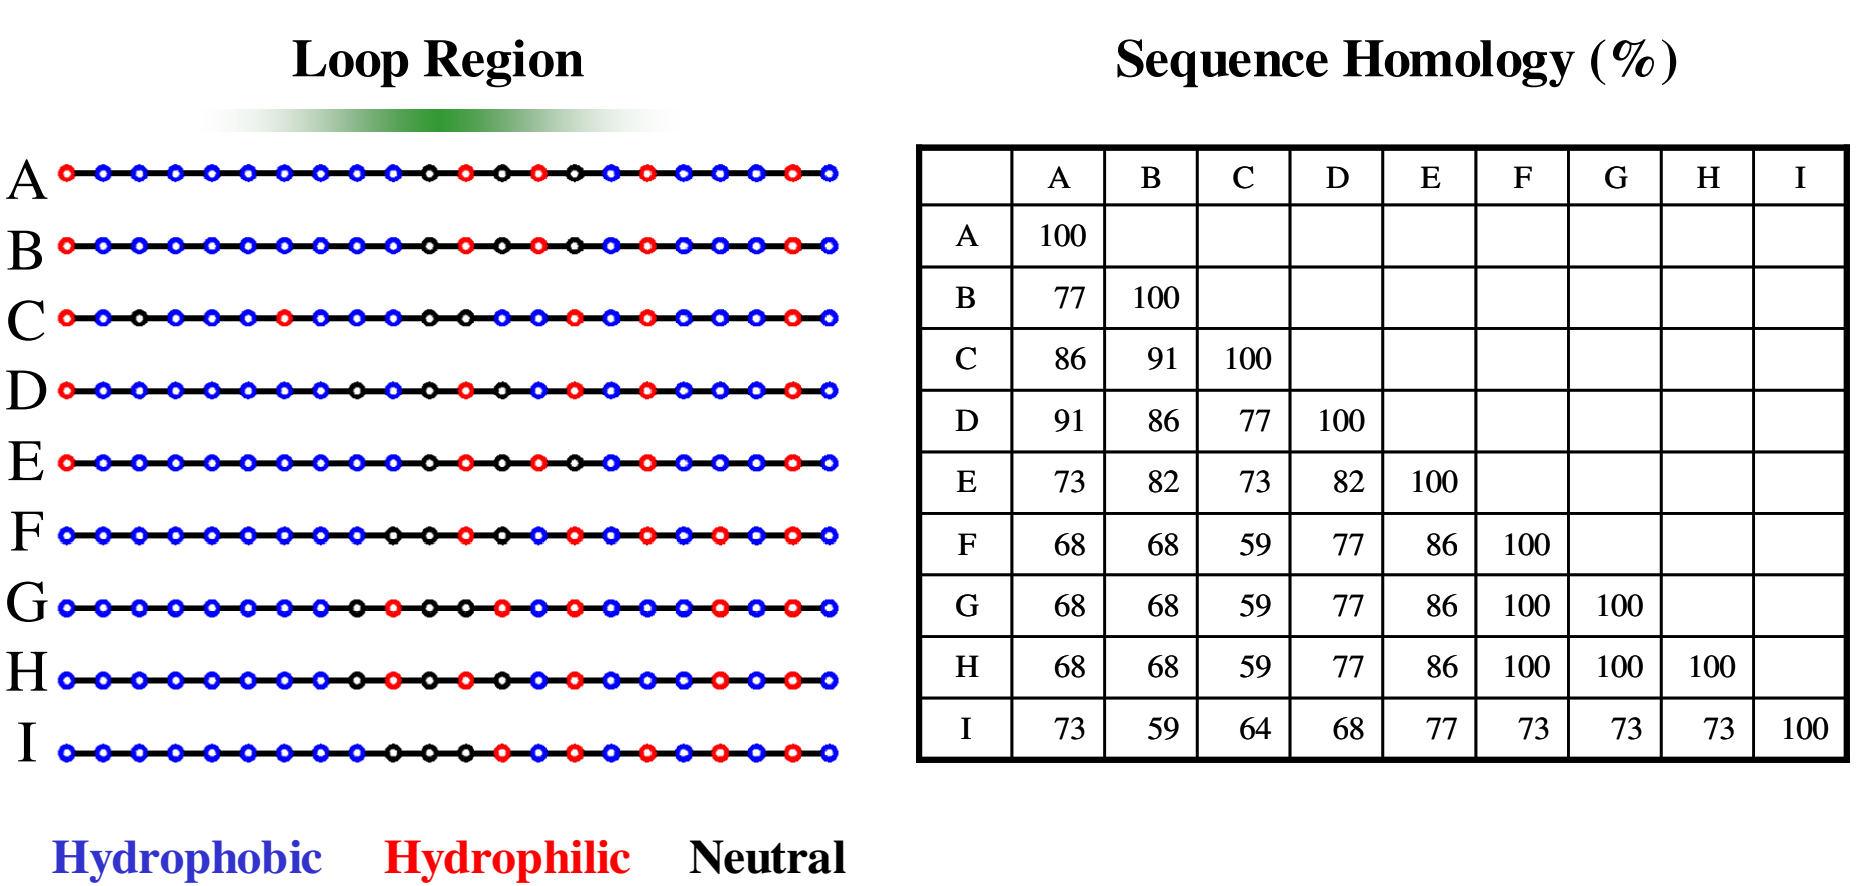 Loop Region
A
B
C
D
E
F
G
H
I
Hydrophobic Hydrophilic Neutral
Sequence Homology (%)
A B C D E F G H I
A 100
B 77 100
C 86 91 100
D 91 86 77 100
E 73 82 73 82 100
F 68 68 59 77 86 100
G 68 68 59 77 86 100 100
H 68 68 59 77 86 100 100 100
I 73 59 64 68 77 73 73 73 100